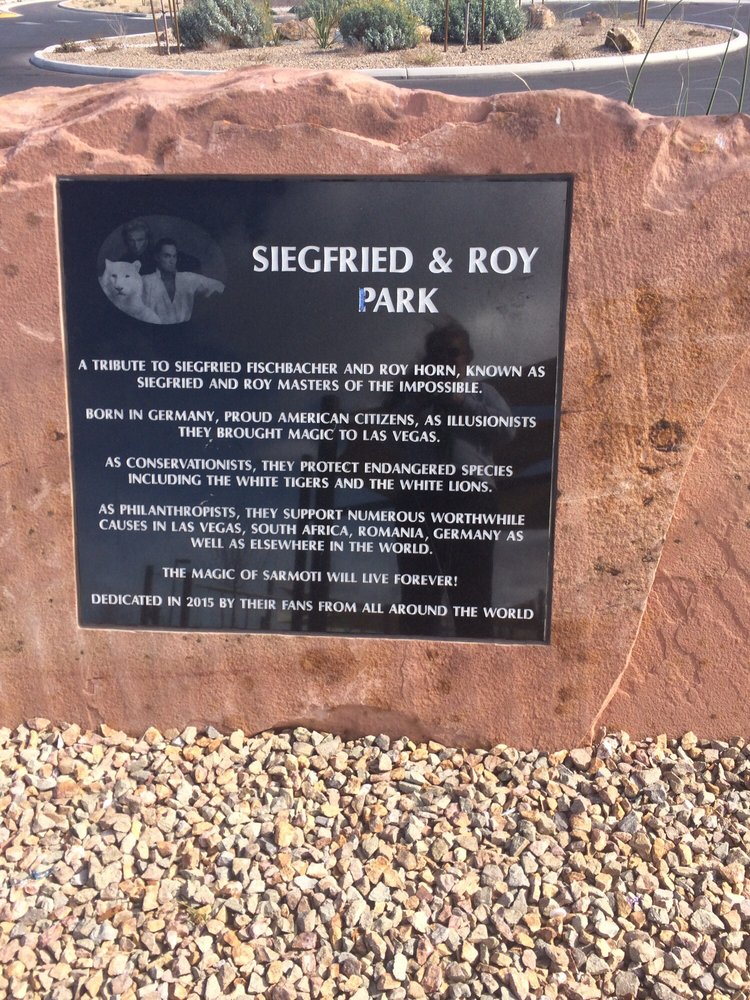 SIEGFRIED & ROY
PARK
A TRIBUTE TO SIEGFRIED FISCHBACHER AND ROY HORN, KNOWN AS
SIEGFRIED AND ROY MASTERS OF THE IMPOSSIBLE.
BORN IN GERMANY, PROUD AMERICAN CITIZENS, AS ILLUSIONISTS
THEY BROUGHT MAGIC TO LAS VEGAS.
AS CONSERVATIONISTS, THEY PROTECT ENDANGERED SPECIES
INCLUDING THE WHITE TIGERS AND THE WHITE LIONS.
AS PHILANTHROPISTS, THEY SUPPORT NUMEROUS WORTHWHILE
CAUSES IN LAS VEGAS, SOUTH AFRICA, ROMANIA, GERMANY AS
WELL AS ELSEWHERE IN THE WORLD.
THE MAGIC OF SARMOTI WILL LIVE FOREVER!
DEDICATED IN 2015 BY THEIR FANS FROM ALL AROUND THE WORLD